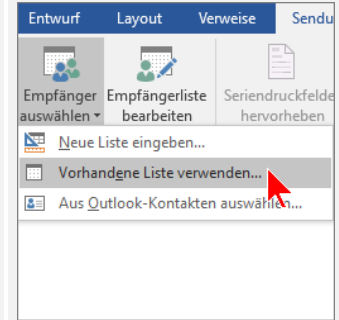 Entwurf Layout Verweise Sendu
Empfänger Empfängerliste Seriendruckfelde
auswählen bearbeiten hervorheben
Neue Liste eingeben...
Vorhandene Liste verwenden...
Aus Outlook-Kontakten auswählen...